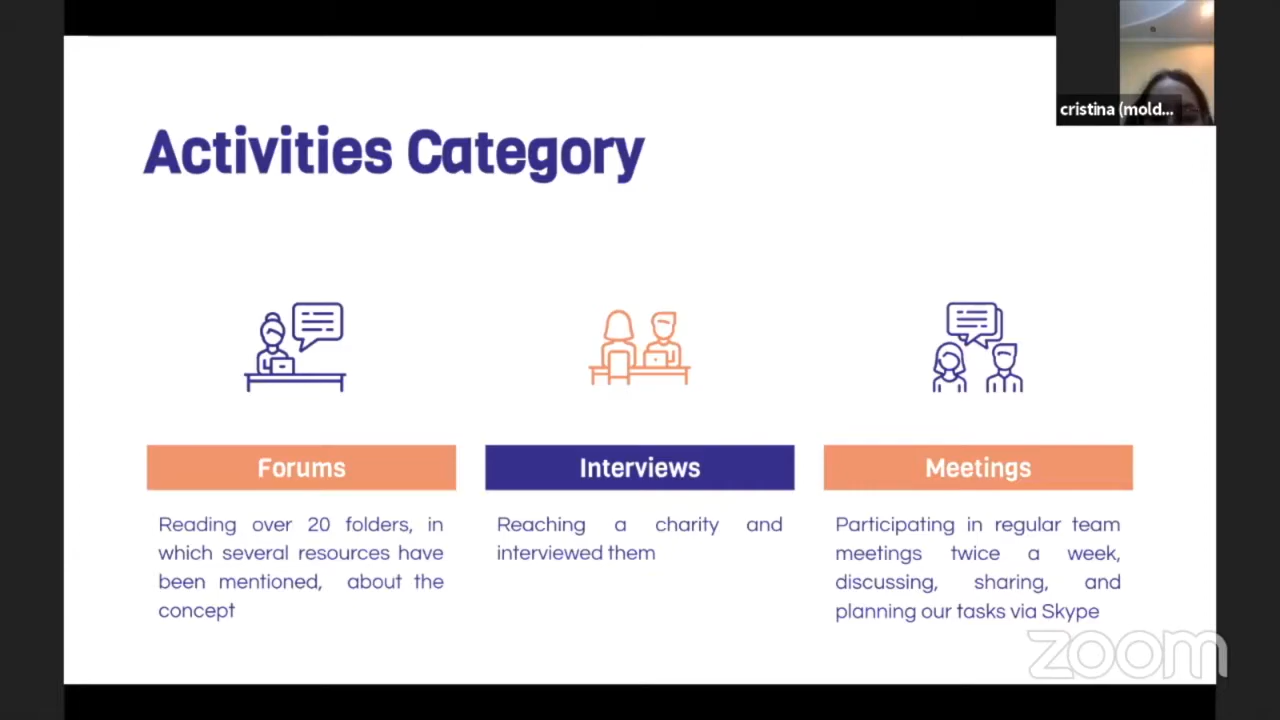 cristina (mold...
Activities Category
Forums
Interviews
Meetings
Reading over 20 folders, in
which several resources have
been mentioned, about the
concept
Reaching a charity and
interviewed them
Participating in regular team
meetings twice a week,
discussing, sharing, and
planning our tasks via Skype
zoom